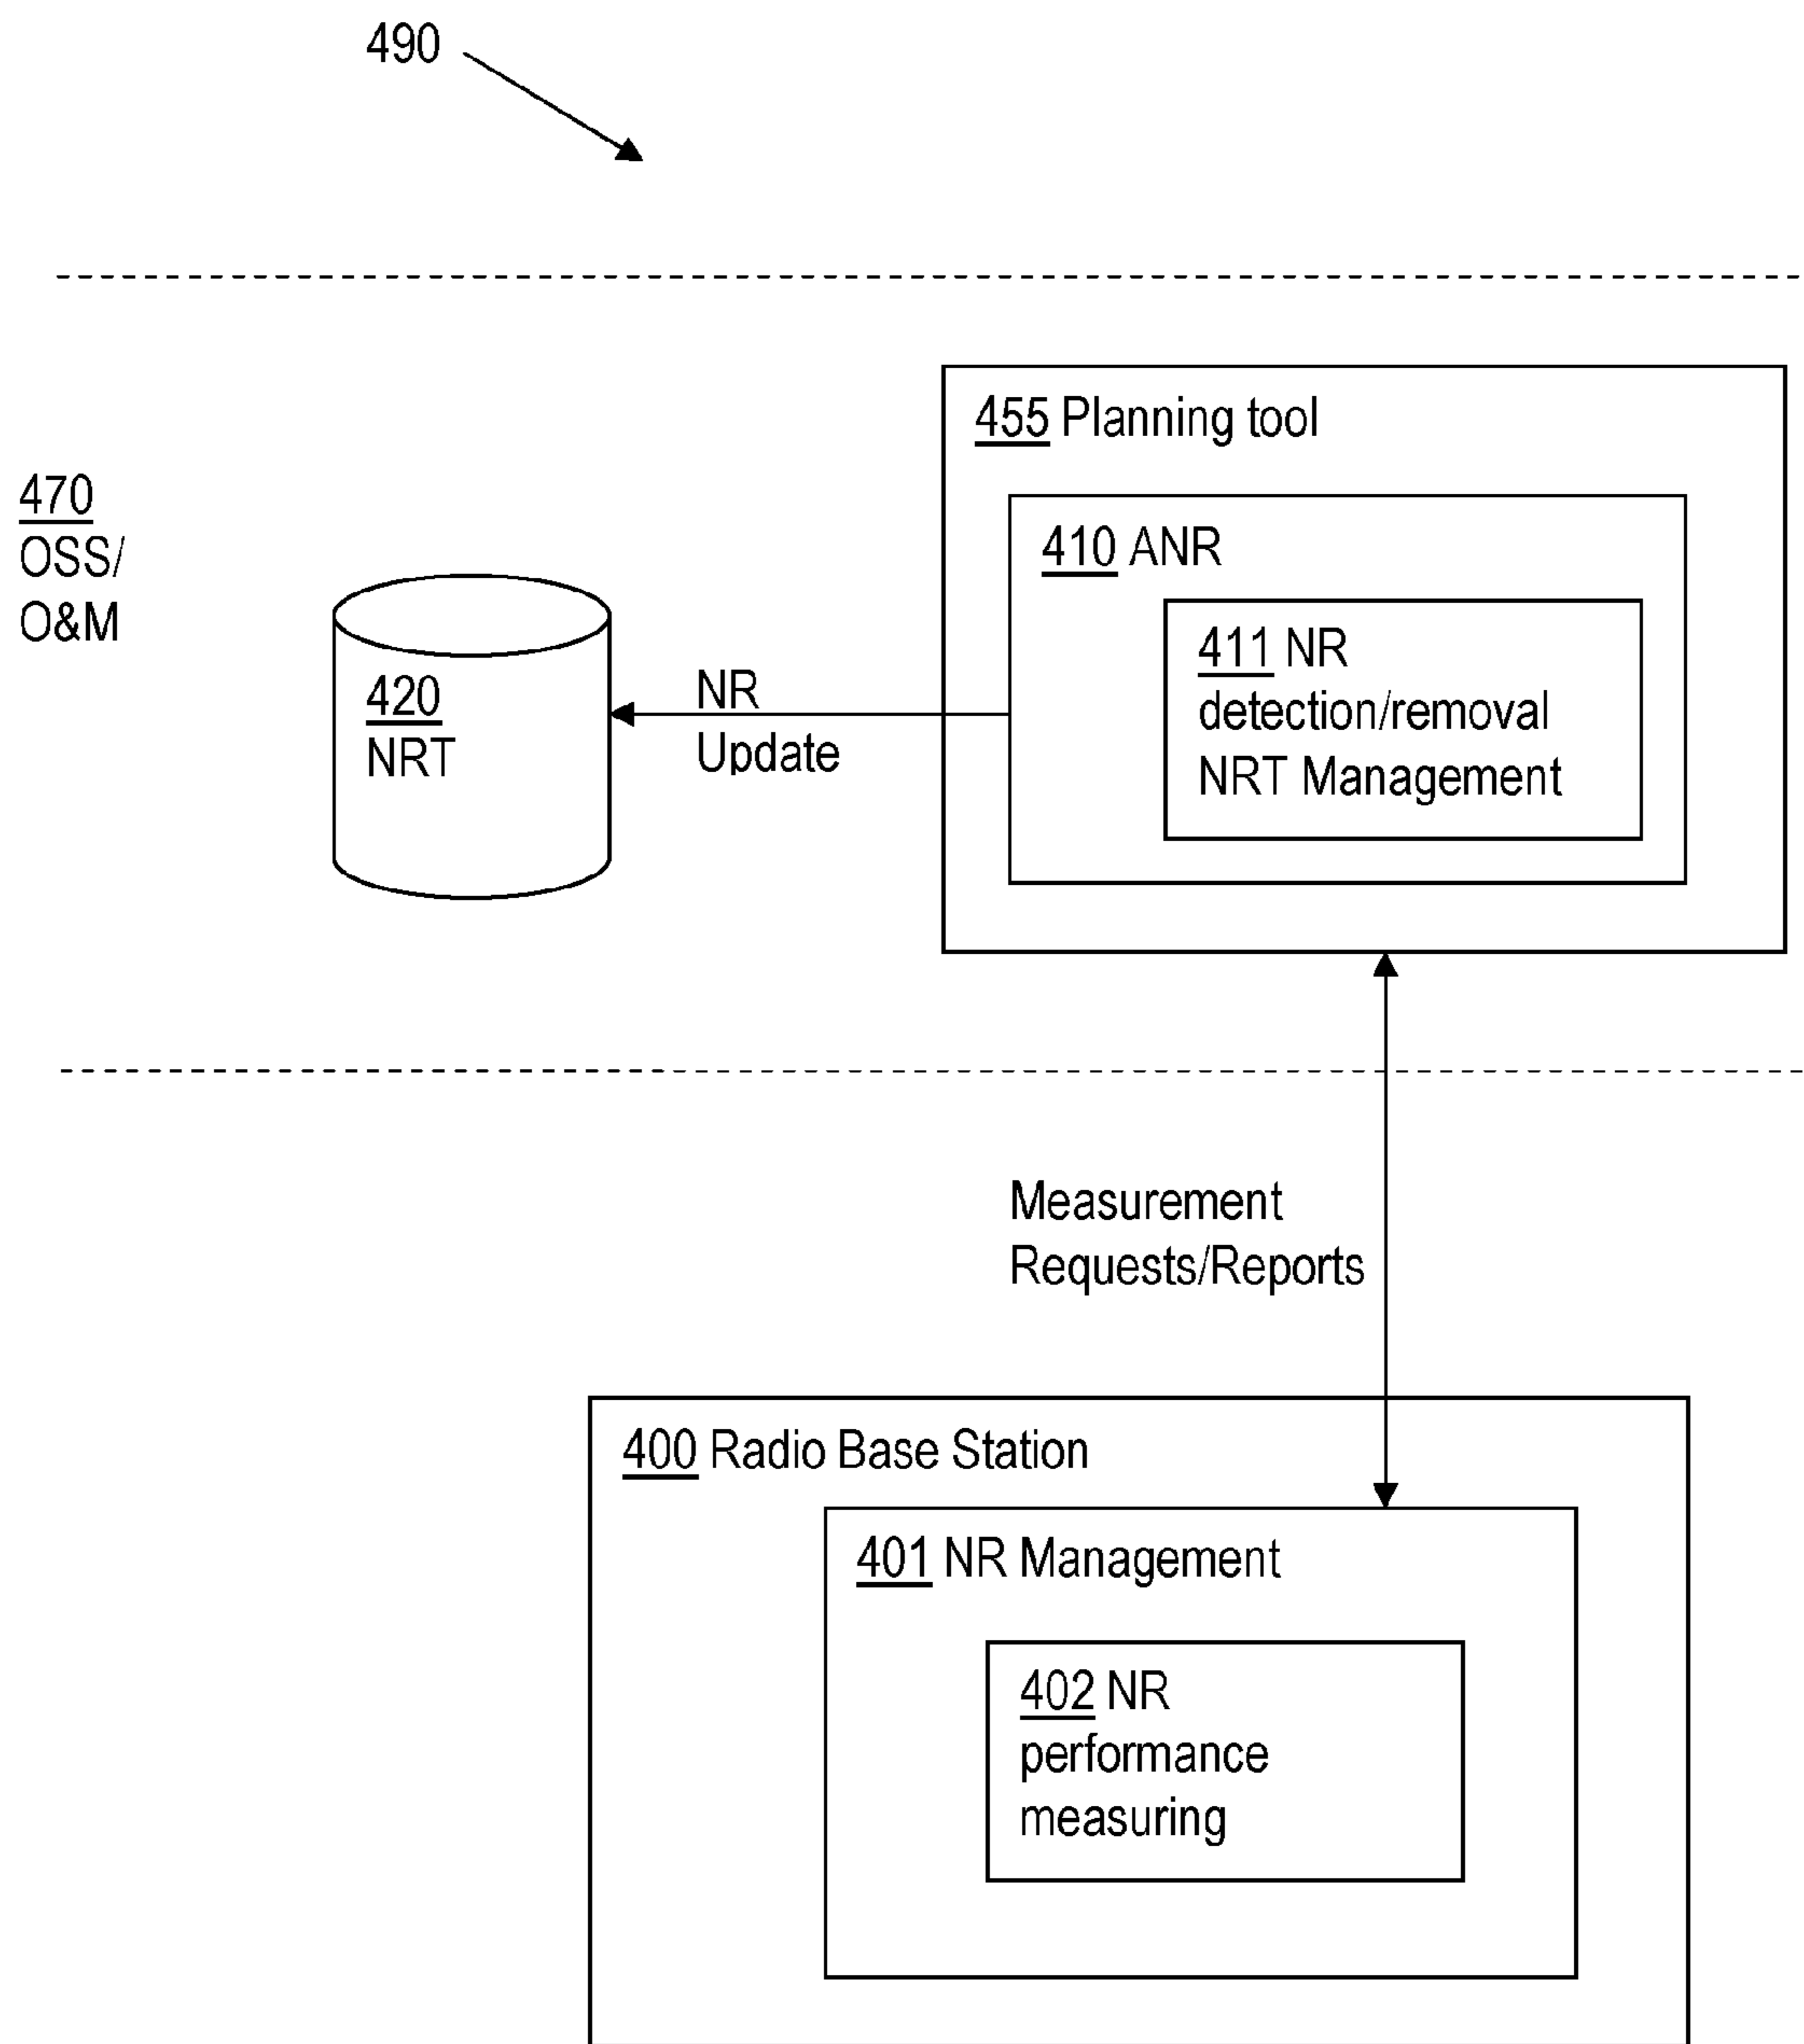 490
455 Planning tool
470
OSS/
O&M
410 ANR
411 NR
detection/removal
NRT Management
420
NRT
NR
Update
Measurement
Requests/Reports
400 Radio Base Station
401 NR Management
402 NR
performance
measuring